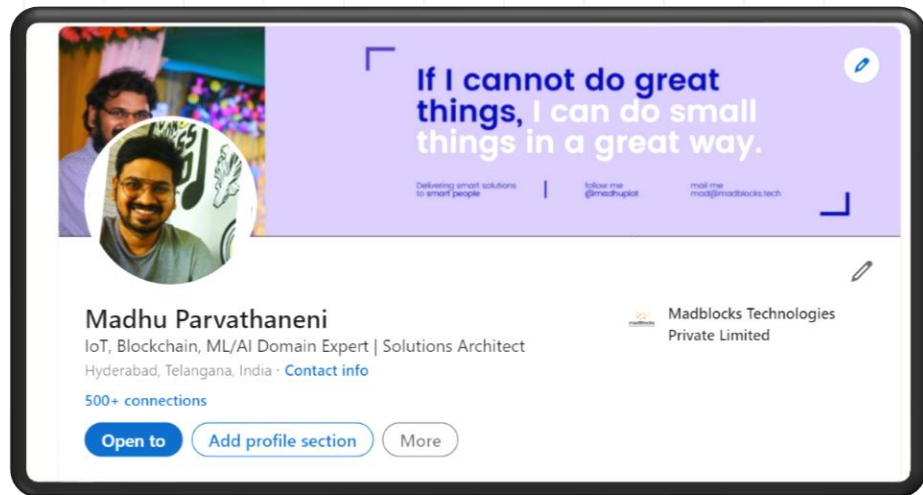 If I cannot do great
things, I can do small
things in a great way.
Delivering smart solutions
to smart people
follow me
@madhupiot
mail me
mad@madblocks.tech
Madhu Parvathaneni
IoT, Blockchain, ML/AI Domain Expert | Solutions Architect
Hyderabad, Telangana, India · Contact info
500+ connections
Open to
Add profile section
More
madblocks
Madblocks Technologies
Private Limited